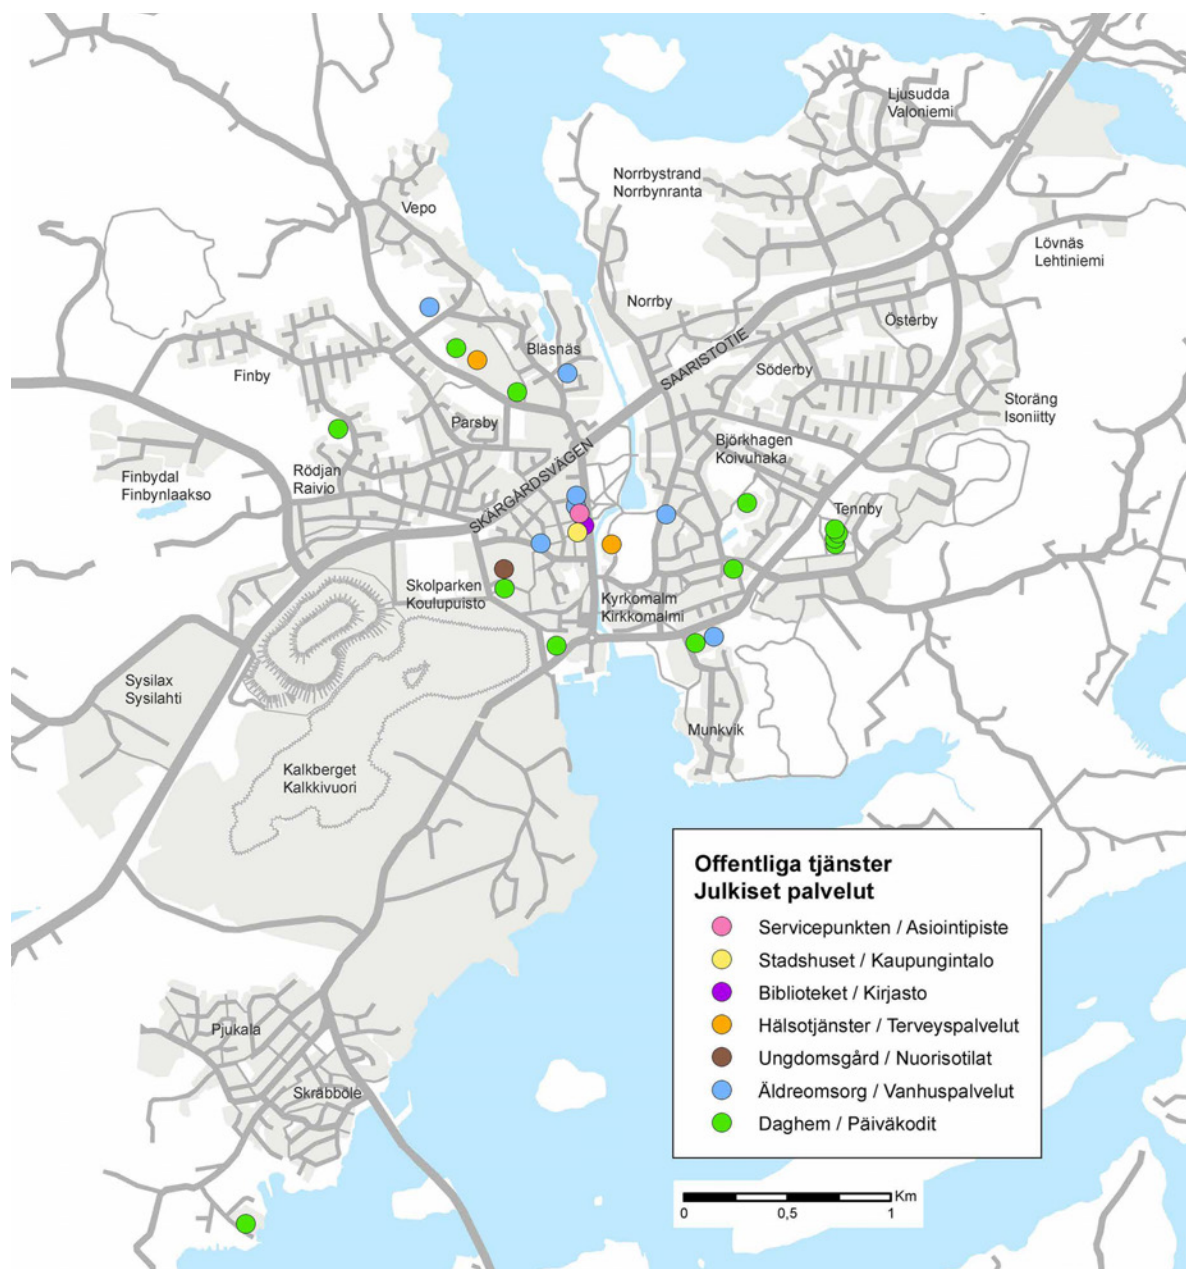 Ljusudda
Valoniemi
Norrbystrand
Norrbynranta
Vepo
Lövnäs
Lehtiniemi
Norrby
Österby
Bläsnäs
SAARISTOTIE
Söderby
Finby
Storäng
Isoniitty
Parsby
Björkhagen
Koivuhaka
SKÄRGÅRDSVÄGEN
Rödjan
Raivio
Finbydal
Finbynlaakso
Tennby
Skolparken
Koulupuisto
Kyrkomalm
Kirkkomalmi
Sysilax
Sysilahti
Munkvik
Kalkberget
Kalkkivuori
Offentliga tjänster
Julkiset palvelut
Servicepunkten / Asiointipiste
Stadshuset / Kaupungintalo
Biblioteket / Kirjasto
Hälsotjänster / Terveyspalvelut
Ungdomsgård / Nuorisotilat
Äldreomsorg / Vanhuspalvelut
Daghem / Päiväkodit
Pjukala
Skräbböle
Km
0 0,5 1